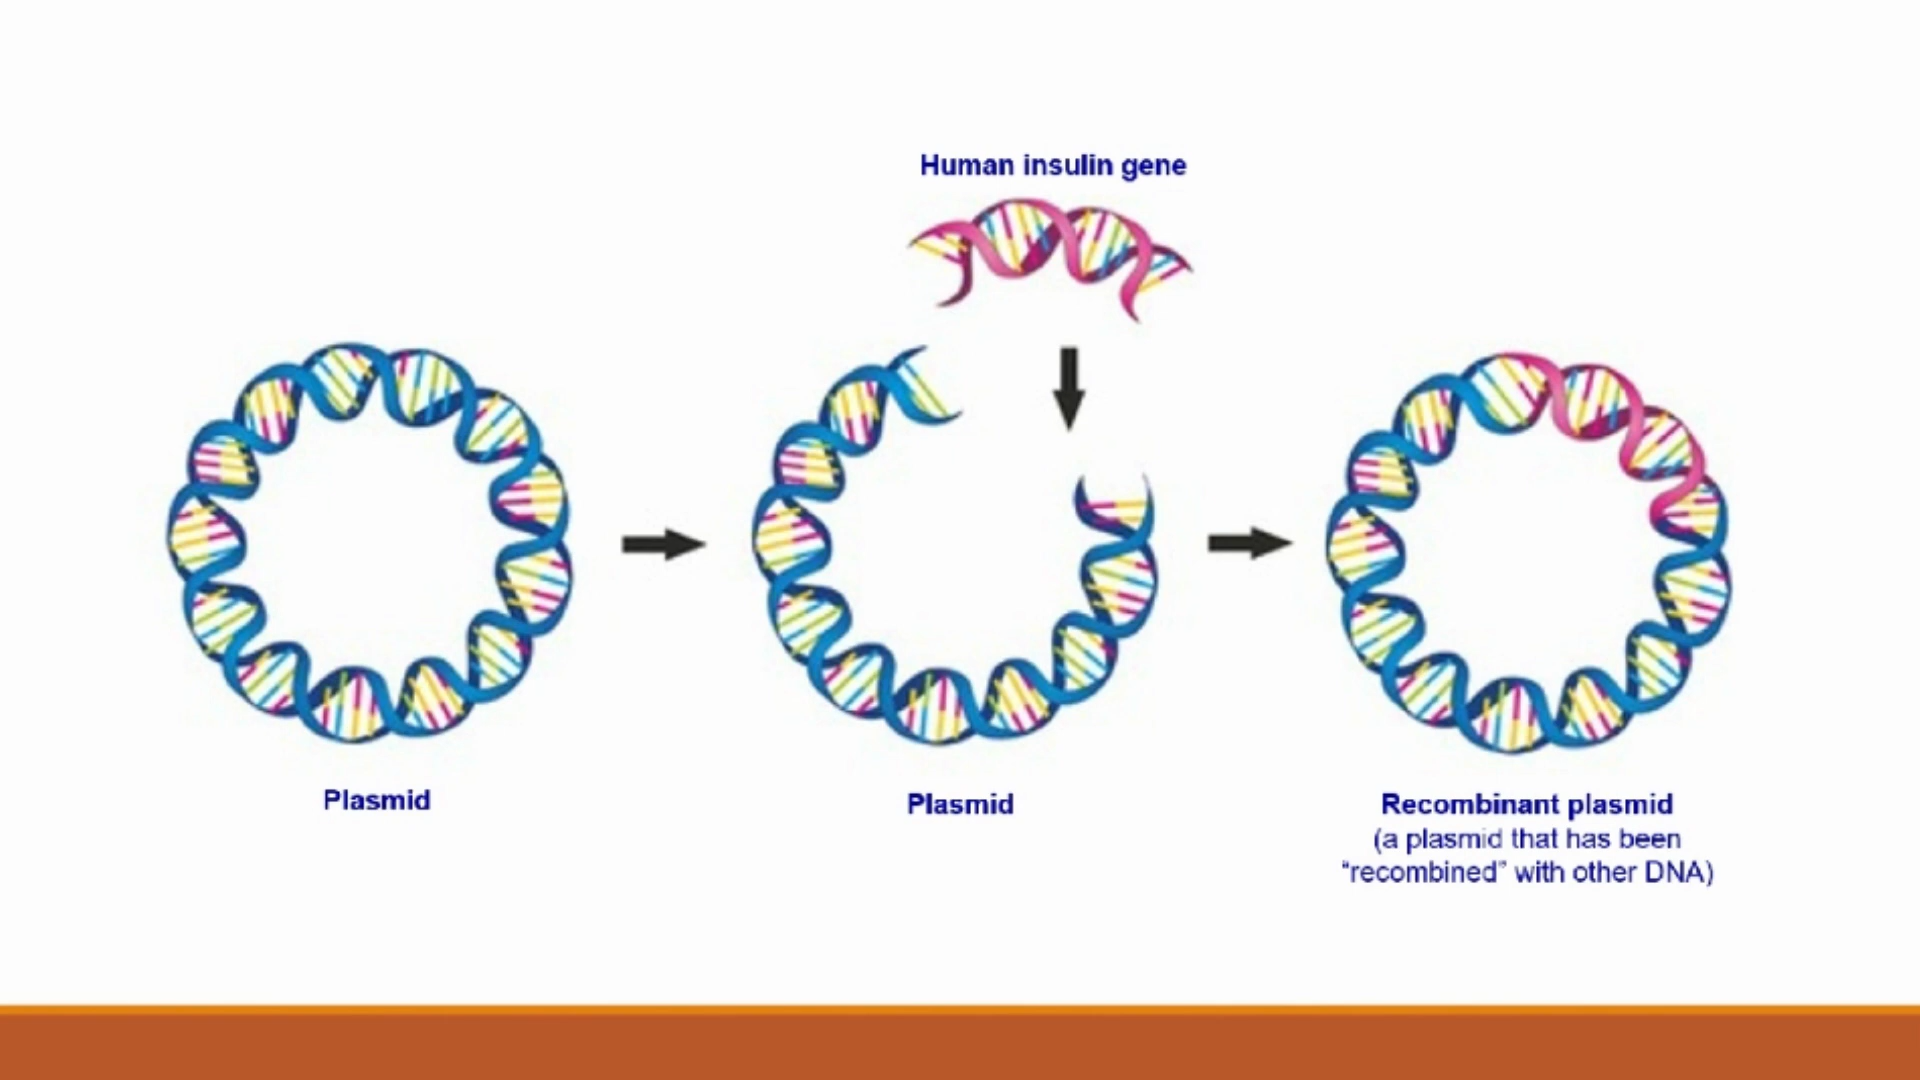 Human insulin gene
Plasmid
Plasmid
Recombinant plasmid
(a plasmid that has been
“recombined” with other DNA)